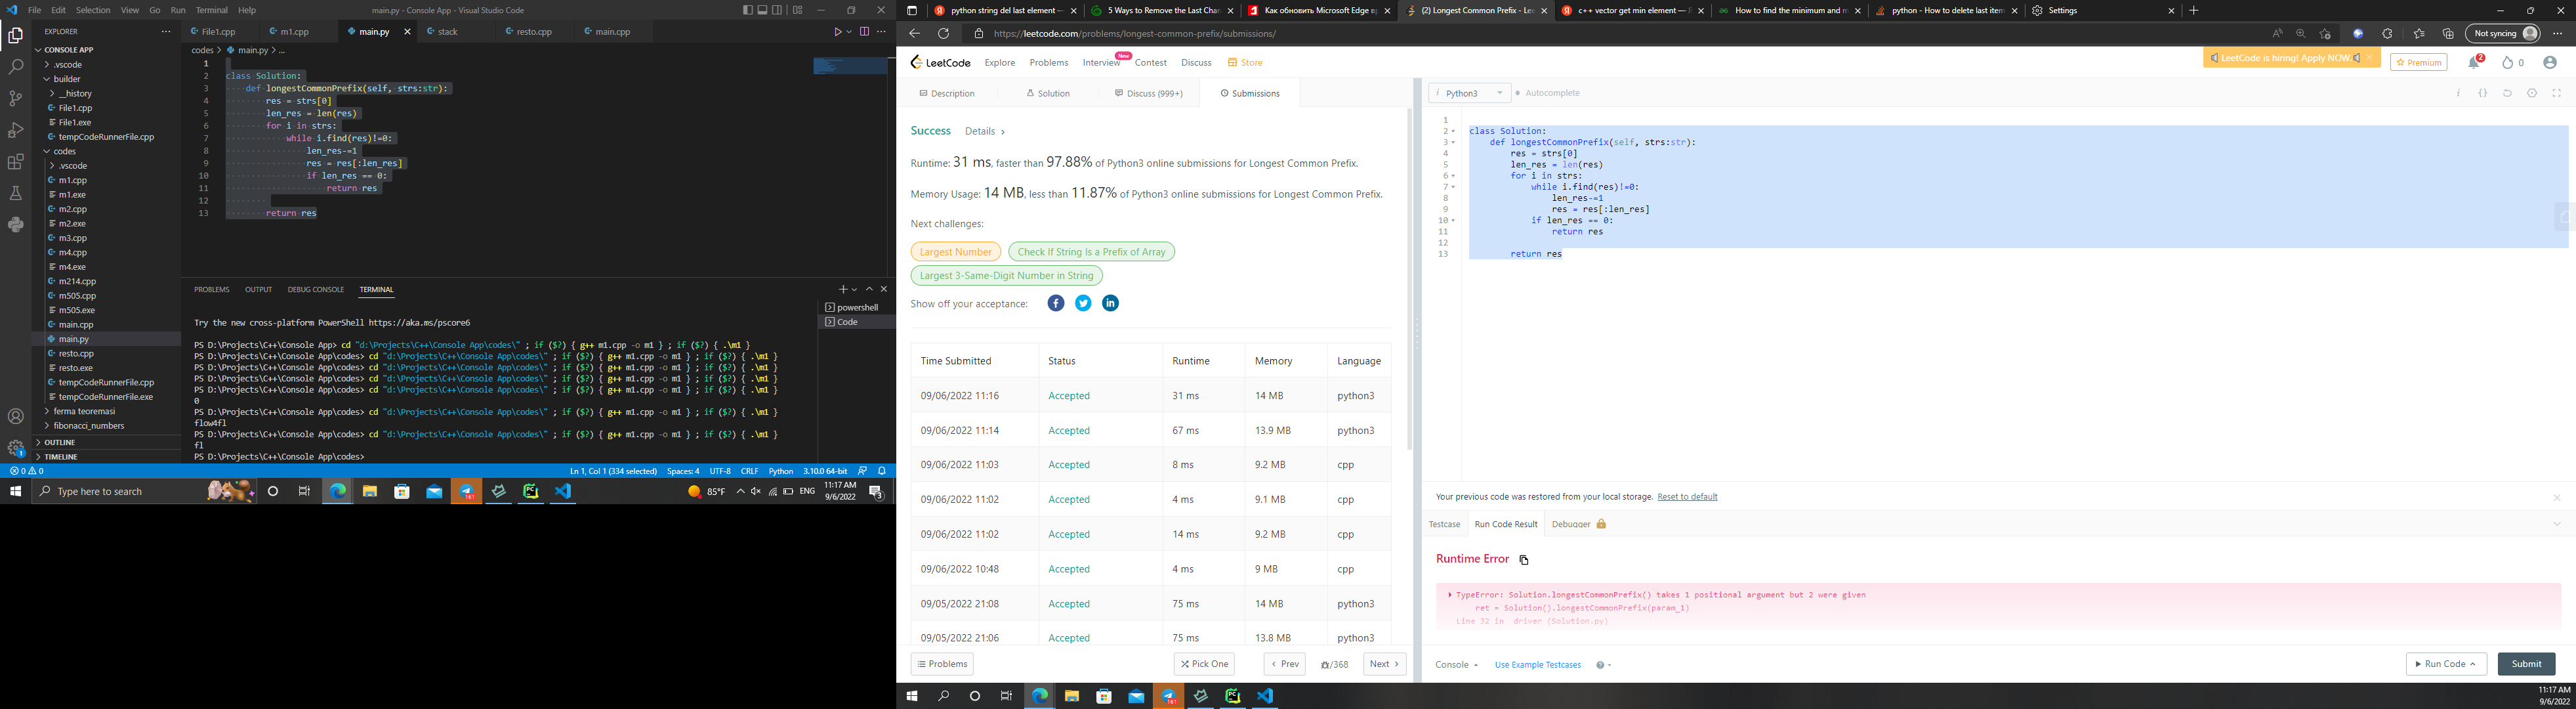 File Edit Selection View Go Run Terminal Help
main.py - Console App - Visual Studio Code
EXPLORER
CONSOLE APP
.vscode
builder
__history
File1.cpp
File1.exe
tempCodeRunnerFile.cpp
codes
.vscode
m1.cpp
m1.exe
m2.cpp
m2.exe
m3.cpp
m4.cpp
m4.exe
m214.cpp
m505.cpp
m505.exe
main.cpp
main.py
resto.cpp
resto.exe
tempCodeRunnerFile.cpp
tempCodeRunnerFile.exe
ferma teoremasi
fibonacci_numbers
OUTLINE
TIMELINE
File1.cpp m1.cpp main.py stack resto.cpp main.cpp
codes > main.py > ...
1
2 class Solution:
3 def longestCommonPrefix(self, strs:str):
4 res = strs[0]
5 len_res = len(res)
6 for i in strs:
7 while i.find(res)!=0:
8 len_res-=1
9 res = res[:len_res]
10 if len_res == 0:
11 return res
12
13 return res
PROBLEMS OUTPUT DEBUG CONSOLE TERMINAL
powershell
Code
Try the new cross-platform PowerShell https://aka.ms/pscore6
PS D:\Projects\C++\Console App> cd "d:\Projects\C++\Console App\codes\" ; if ($?) { g++ m1.cpp -o m1 } ; if ($?) { .\m1 }
PS D:\Projects\C++\Console App\codes> cd "d:\Projects\C++\Console App\codes\" ; if ($?) { g++ m1.cpp -o m1 } ; if ($?) { .\m1 }
PS D:\Projects\C++\Console App\codes> cd "d:\Projects\C++\Console App\codes\" ; if ($?) { g++ m1.cpp -o m1 } ; if ($?) { .\m1 }
PS D:\Projects\C++\Console App\codes> cd "d:\Projects\C++\Console App\codes\" ; if ($?) { g++ m1.cpp -o m1 } ; if ($?) { .\m1 }
PS D:\Projects\C++\Console App\codes> cd "d:\Projects\C++\Console App\codes\" ; if ($?) { g++ m1.cpp -o m1 } ; if ($?) { .\m1 }
0
PS D:\Projects\C++\Console App\codes> cd "d:\Projects\C++\Console App\codes\" ; if ($?) { g++ m1.cpp -o m1 } ; if ($?) { .\m1 }
flow4fl
PS D:\Projects\C++\Console App\codes> cd "d:\Projects\C++\Console App\codes\" ; if ($?) { g++ m1.cpp -o m1 } ; if ($?) { .\m1 }
fl
PS D:\Projects\C++\Console App\codes>
0 0 Ln 1, Col 1 (334 selected) Spaces: 4 UTF-8 CRLF Python 3.10.0 64-bit
Type here to search
161
85°F
ENG
11:17 AM
9/6/2022
3
python string del last element —
5 Ways to Remove the Last Char
Как обновить Microsoft Edge в
(2) Longest Common Prefix - Lee
c++ vector get min element —
How to find the minimum and m
python - How to delete last item
Settings
https://leetcode.com/problems/longest-common-prefix/submissions/
Not syncing
LeetCode Explore Problems Interview New Contest Discuss Store
LeetCode is hiring! Apply NOW.
Premium
2
0
Description Solution Discuss (999+) Submissions
Success Details >
Runtime: 31 ms, faster than 97.88% of Python3 online submissions for Longest Common Prefix.
Memory Usage: 14 MB, less than 11.87% of Python3 online submissions for Longest Common Prefix.
Next challenges:
Largest Number Check If String Is a Prefix of Array
Largest 3-Same-Digit Number in String
Show off your acceptance:
Time Submitted Status Runtime Memory Language
09/06/2022 11:16 Accepted 31 ms 14 MB python3
09/06/2022 11:14 Accepted 67 ms 13.9 MB python3
09/06/2022 11:03 Accepted 8 ms 9.2 MB cpp
09/06/2022 11:02 Accepted 4 ms 9.1 MB cpp
09/06/2022 11:02 Accepted 14 ms 9.2 MB cpp
09/06/2022 10:48 Accepted 4 ms 9 MB cpp
09/05/2022 21:08 Accepted 75 ms 14 MB python3
09/05/2022 21:06 Accepted 75 ms 13.8 MB python3
Problems Pick One < Prev /368 Next >
Python3 Autocomplete
1
2 class Solution:
3 def longestCommonPrefix(self, strs:str):
4 res = strs[0]
5 len_res = len(res)
6 for i in strs:
7 while i.find(res)!=0:
8 len_res-=1
9 res = res[:len_res]
10 if len_res == 0:
11 return res
12
13 return res
Your previous code was restored from your local storage. Reset to default
Testcase Run Code Result Debugger
Runtime Error
TypeError: Solution.longestCommonPrefix() takes 1 positional argument but 2 were given
ret = Solution().longestCommonPrefix(param_1)
Line 32 in _driver (Solution.py)
Console Use Example Testcases Run Code Submit
161
11:17 AM
9/6/2022